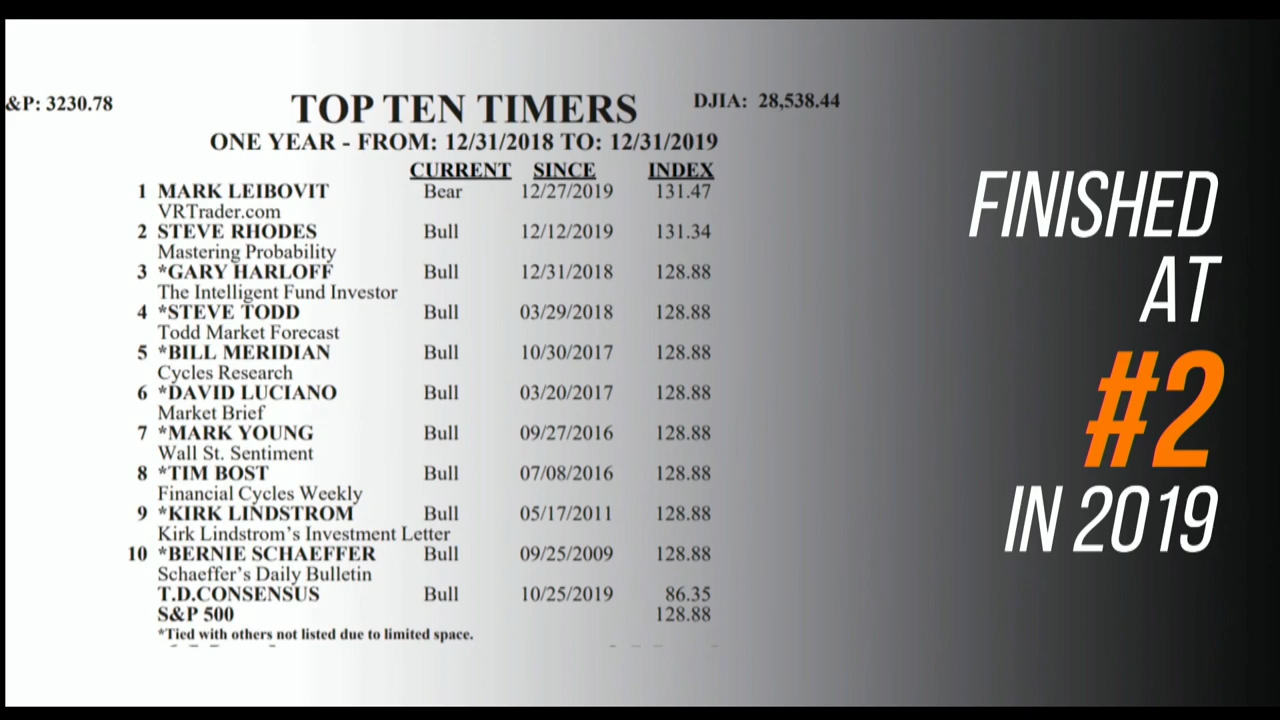 &P: 3230.78 TOP TEN TIMERS DJIA: 28,538.44
ONE YEAR - FROM: 12/31/2018 TO: 12/31/2019
CURRENT SINCE INDEX
1 MARK LEIBOVIT Bear 12/27/2019 131.47
VRTrader.com
2 STEVE RHODES Bull 12/12/2019 131.34
Mastering Probability
3 *GARY HARLOFF Bull 12/31/2018 128.88
The Intelligent Fund Investor
4 *STEVE TODD Bull 03/29/2018 128.88
Todd Market Forecast
5 *BILL MERIDIAN Bull 10/30/2017 128.88
Cycles Research
6 *DAVID LUCIANO Bull 03/20/2017 128.88
Market Brief
7 *MARK YOUNG Bull 09/27/2016 128.88
Wall St. Sentiment
8 *TIM BOST Bull 07/08/2016 128.88
Financial Cycles Weekly
9 *KIRK LINDSTROM Bull 05/17/2011 128.88
Kirk Lindstrom's Investment Letter
10 *BERNIE SCHAEFFER Bull 09/25/2009 128.88
Schaeffer's Daily Bulletin
T.D.CONSENSUS Bull 10/25/2019 86.35
S&P 500 128.88
*Tied with others not listed due to limited space.
FINISHED
AT
#2
IN 2019